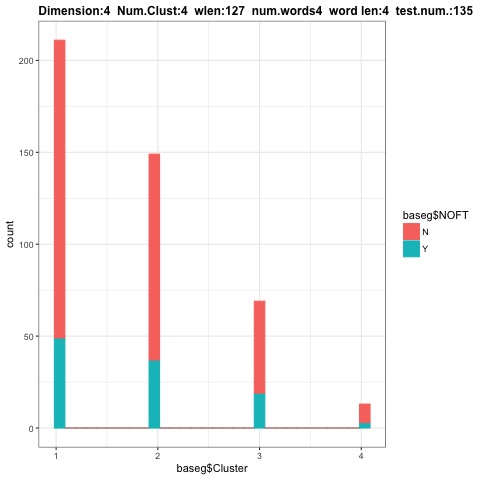 Dimension:4 Num.Clust:4 wlen:127 num.words4 word len:4 test.num.:135
200
150
100
50
0
count
1 2 3 4
baseg$Cluster
baseg$NOFT
N
Y